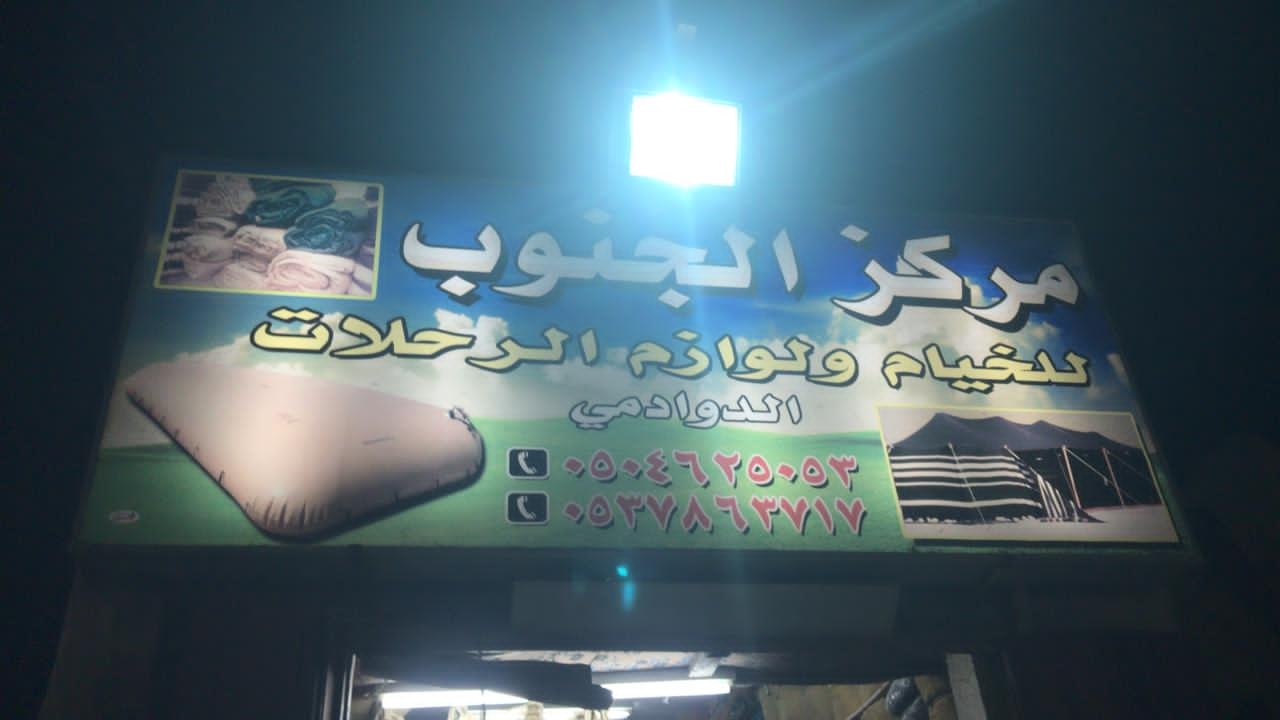 مركز الجنوب
للخيام ولوازم الرحلات
الدوادمي
٠٥٠٤٦٢٥٠٥٣
٠٥٣٧٨٦٣٧١٧